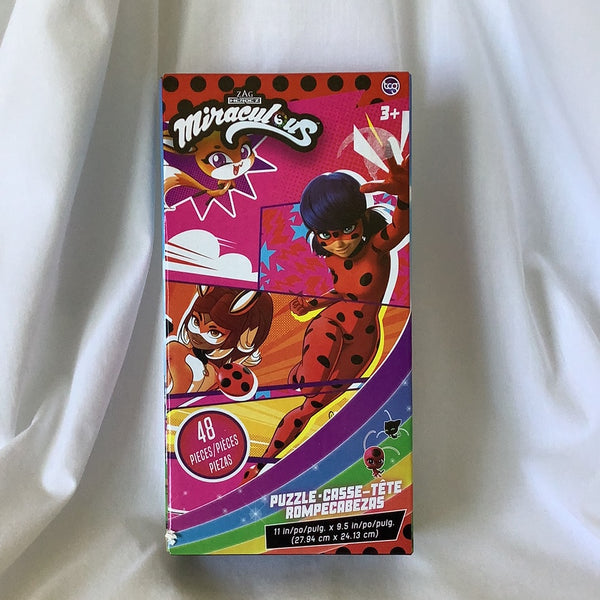 ZAG
HEROEZ
miraculous
tcg
3+
48
PIECES/PIÈCES
PIEZAS
PUZZLE • CASSE-TÊTE
ROMPECABEZAS
11 in/po/pulg. x 9.5 in/po/pulg.
(27.94 cm x 24.13 cm)